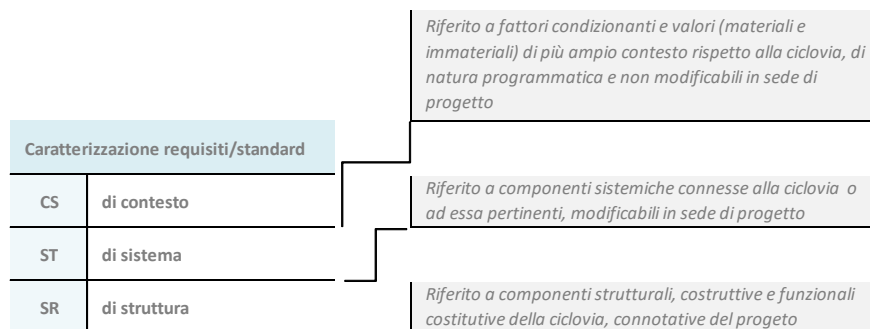 Riferito a fattori condizionanti e valori (materiali e
immateriali) di più ampio contesto rispetto alla ciclovia, di
natura programmatica e non modificabili in sede di
progetto
Caratterizzazione requisiti/standard
CS di contesto
Riferito a componenti sistemiche connesse alla ciclovia o
ad essa pertinenti, modificabili in sede di progetto
ST di sistema
SR di struttura
Riferito a componenti strutturali, costruttive e funzionali
costitutive della ciclovia, connotative del progeto